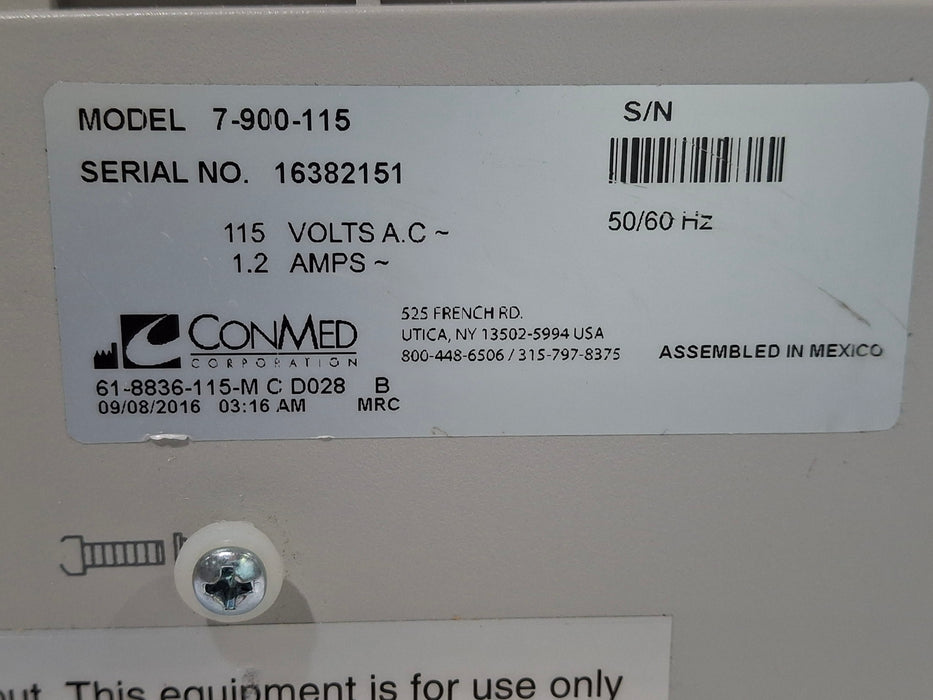 MODEL 7-900-115
S/N
SERIAL NO. 16382151
115 VOLTS A.C ~
50/60 Hz
1.2 AMPS ~
CONMED
CORPORATION
525 FRENCH RD.
UTICA, NY 13502-5994 USA
800-448-6506 / 315-797-8375
ASSEMBLED IN MEXICO
61-8836-115-M C D028 B
09/08/2016 03:16 AM MRC
This equipment is for use only